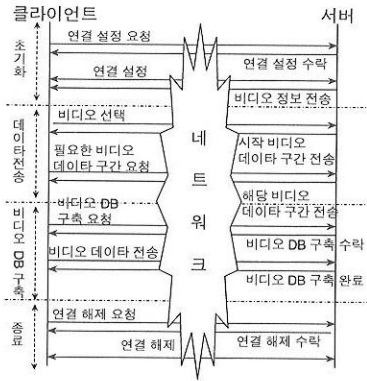 클라이언트
서버
초기화
연결 설정 요청
연결 설정 수락
연결 설정
비디오 정보 전송
데이타 전송
비디오 선택
시작 비디오
데이타 구간 전송
필요한 비디오
데이타 구간 요청
해당 비디오
데이타 구간 전송
비디오 DB 구축
비디오 DB
구축 요청
비디오 DB 구축 수락
비디오 데이타 전송
비디오 DB 구축 완료
종료
연결 해제 요청
연결 해제 수락
연결 해제
네트워크